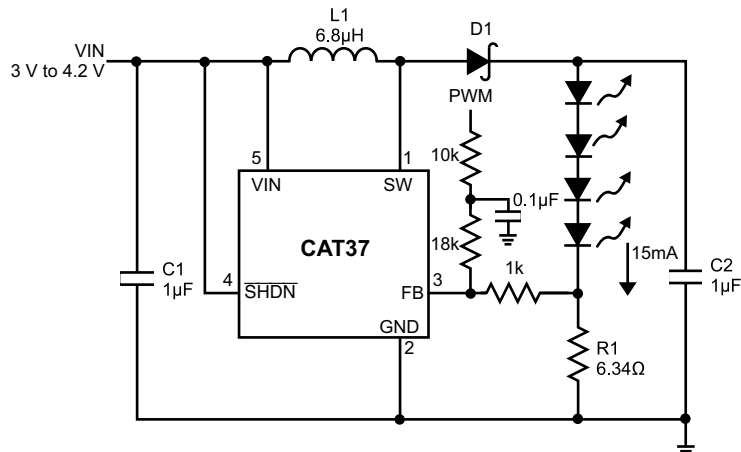 L1
6.8µH
D1
VIN
3 V to 4.2 V
PWM
10k
0.1µF
18k
1k
15mA
5
1
VIN
SW
CAT37
4
SHDN
3
FB
GND
2
C1
1µF
C2
1µF
R1
6.34Ω